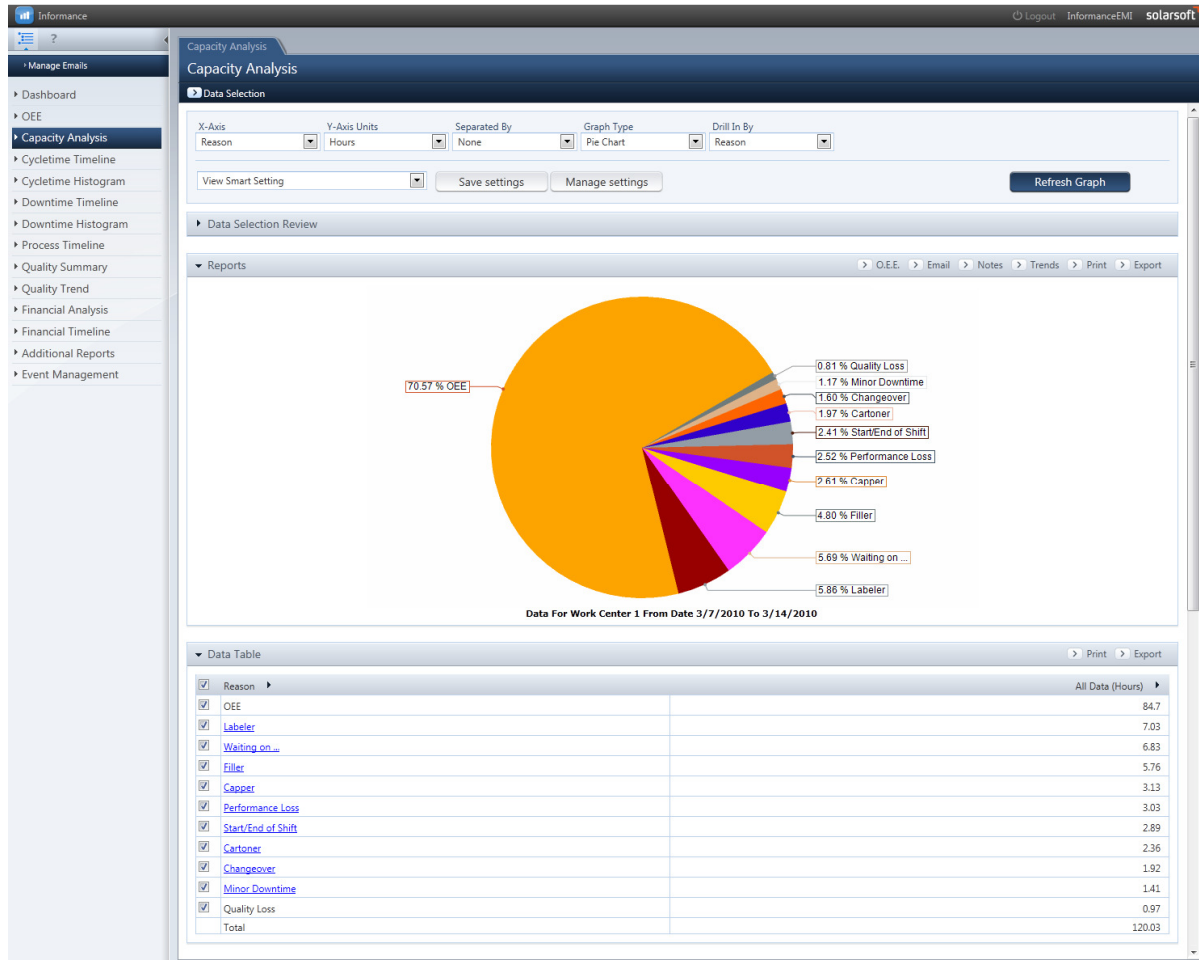 Informance
Logout InformanceEMI solarsoft
?
Manage Emails
Dashboard
OEE
Capacity Analysis
Cycletime Timeline
Cycletime Histogram
Downtime Timeline
Downtime Histogram
Process Timeline
Quality Summary
Quality Trend
Financial Analysis
Financial Timeline
Additional Reports
Event Management
Capacity Analysis
Capacity Analysis
Data Selection
X-Axis Y-Axis Units Separated By Graph Type Drill In By
Reason Hours None Pie Chart Reason
View Smart Setting Save settings Manage settings Refresh Graph
Data Selection Review
Reports O.E.E. Email Notes Trends Print Export
70.57 % OEE
0.81 % Quality Loss
1.17 % Minor Downtime
1.60 % Changeover
1.97 % Cartoner
2.41 % Start/End of Shift
2.52 % Performance Loss
2.61 % Capper
4.80 % Filler
5.69 % Waiting on ...
5.86 % Labeler
Data For Work Center 1 From Date 3/7/2010 To 3/14/2010
Data Table Print Export
Reason All Data (Hours)
OEE 84.7
Labeler 7.03
Waiting on ... 6.83
Filler 5.76
Capper 3.13
Performance Loss 3.03
Start/End of Shift 2.89
Cartoner 2.36
Changeover 1.92
Minor Downtime 1.41
Quality Loss 0.97
Total 120.03